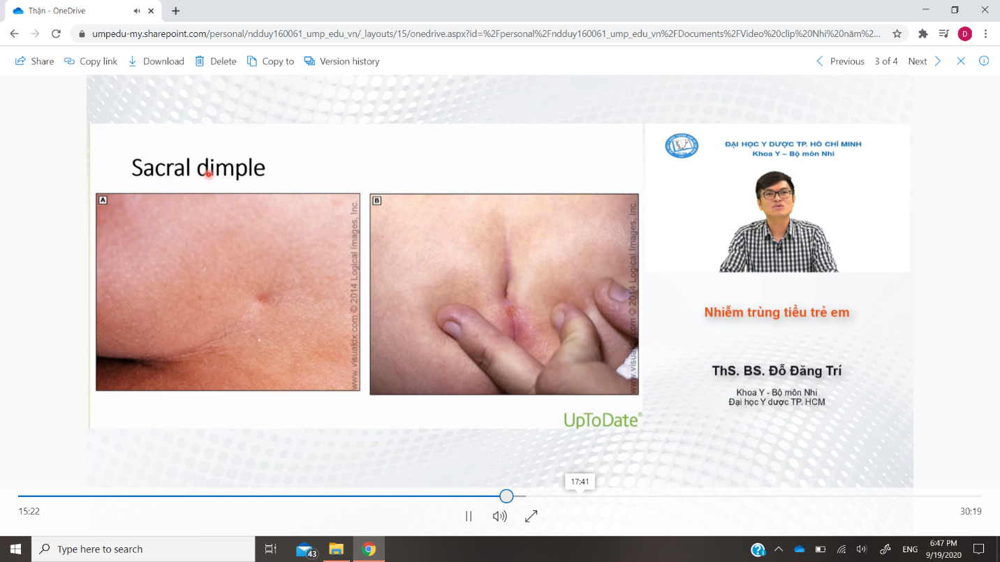 Thận - OneDrive
umpedu-my.sharepoint.com/personal/ndduy160061_ump_edu_vn/_layouts/15/onedrive.aspx?id=%2Fpersonal%2Fndduy160061_ump_edu_vn%2FDocuments%2FVideo%20clip%20Nhi%20năm%2...
D
Share
Copy link
Download
Delete
Copy to
Version history
Previous
3 of 4
Next
Sacral dimple
A
www.visualdx.com © 2014 Logical Images, Inc.
B
www.visualdx.com © 2014 Logical Images, Inc.
UpToDate®
ĐẠI HỌC Y DƯỢC TP. HỒ CHÍ MINH
Khoa Y – Bộ môn Nhi
Nhiễm trùng tiểu trẻ em
ThS. BS. Đỗ Đăng Trí
Khoa Y - Bộ môn Nhi
Đại học Y dược TP. HCM
17:41
15:22
30:19
Type here to search
43
ENG
6:47 PM
9/19/2020